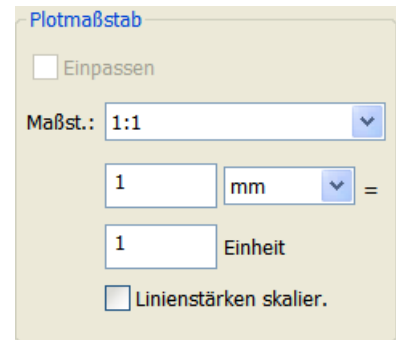 Plotmaßstab
Einpassen
Maßst.: 1:1
1 mm =
1 Einheit
Linienstärken skalier.